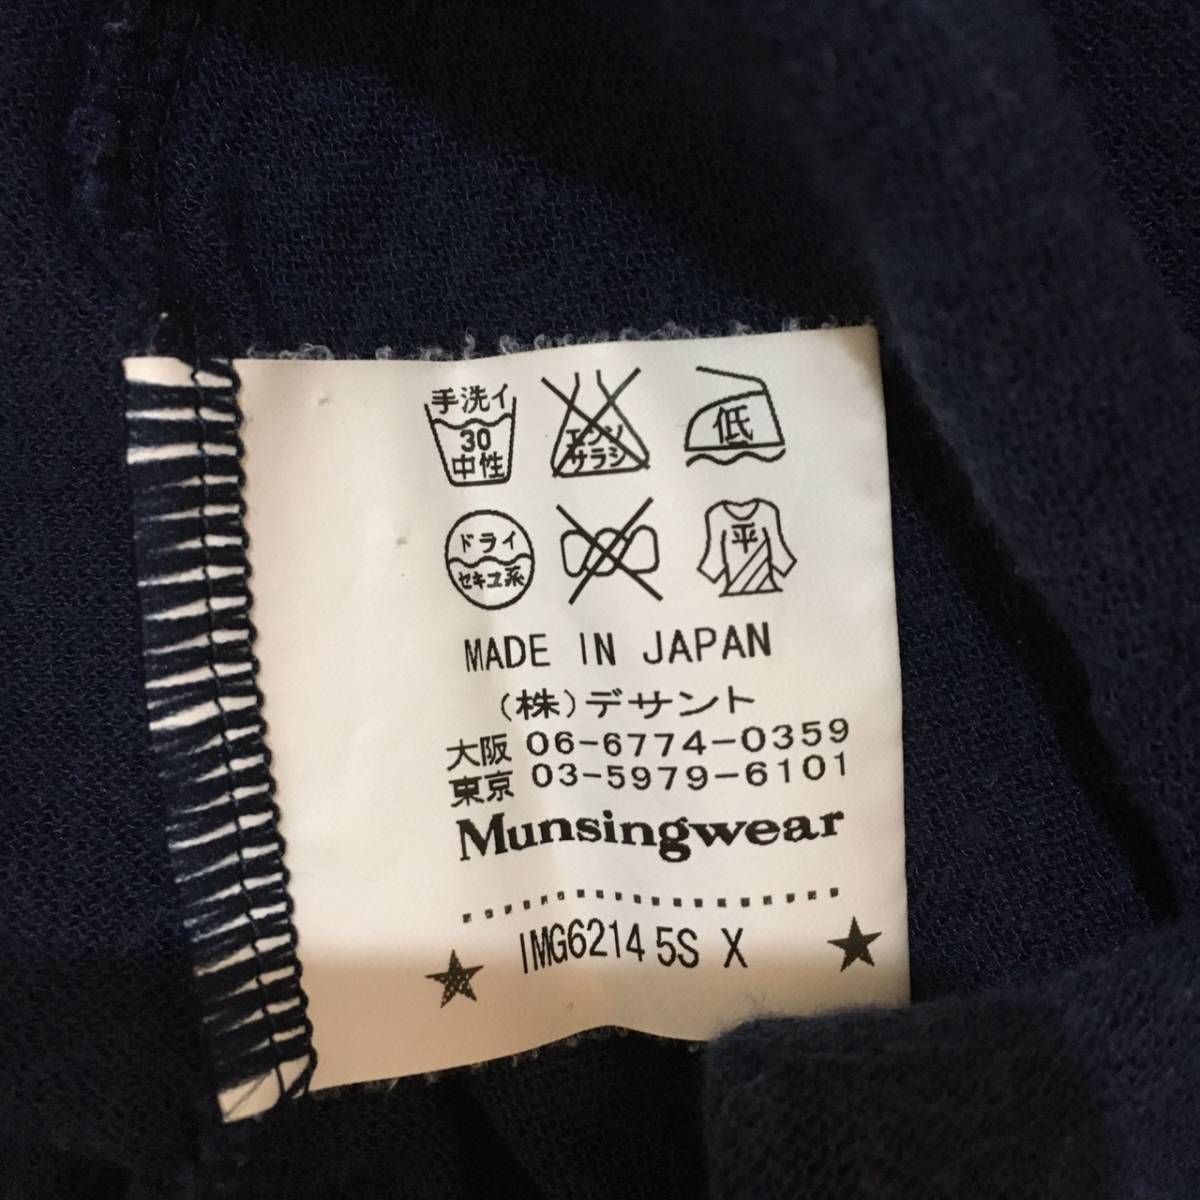 手洗イ
30
中性
エンソ
サラシ
低
ドライ
セキユ系
平
MADE IN JAPAN
(株)デサント
大阪 06-6774-0359
東京 03-5979-6101
Munsingwear
IMG6214 5S X